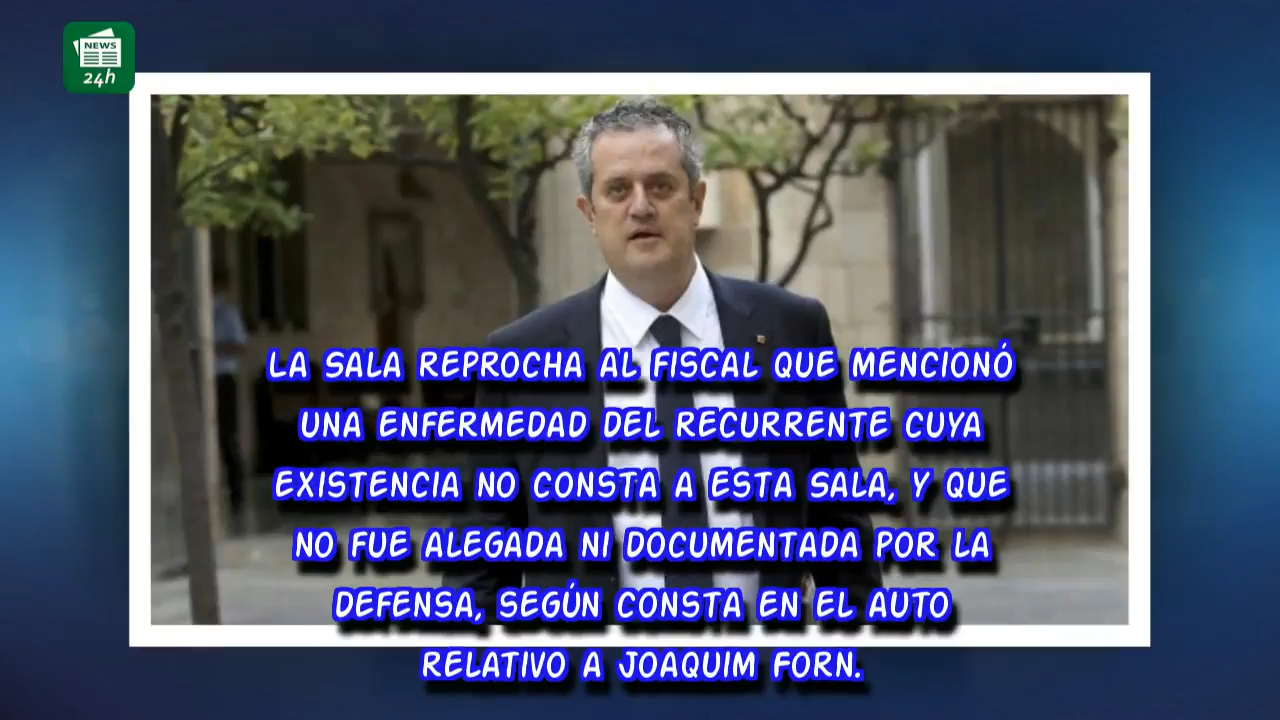 NEWS
24h
LA SALA REPROCHA AL FISCAL QUE MENCIONÓ
UNA ENFERMEDAD DEL RECURRENTE CUYA
EXISTENCIA NO CONSTA A ESTA SALA, Y QUE
NO FUE ALEGADA NI DOCUMENTADA POR LA
DEFENSA, SEGÚN CONSTA EN EL AUTO
RELATIVO A JOAQUIM FORN.